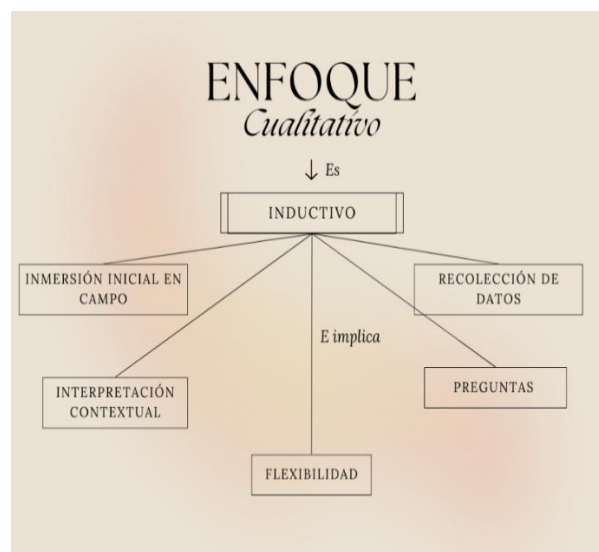 ENFOQUE
Cualitativo
↓ Es
INDUCTIVO
INMERSIÓN INICIAL EN
CAMPO
RECOLECCIÓN DE
DATOS
E implica
INTERPRETACIÓN
CONTEXTUAL
PREGUNTAS
FLEXIBILIDAD